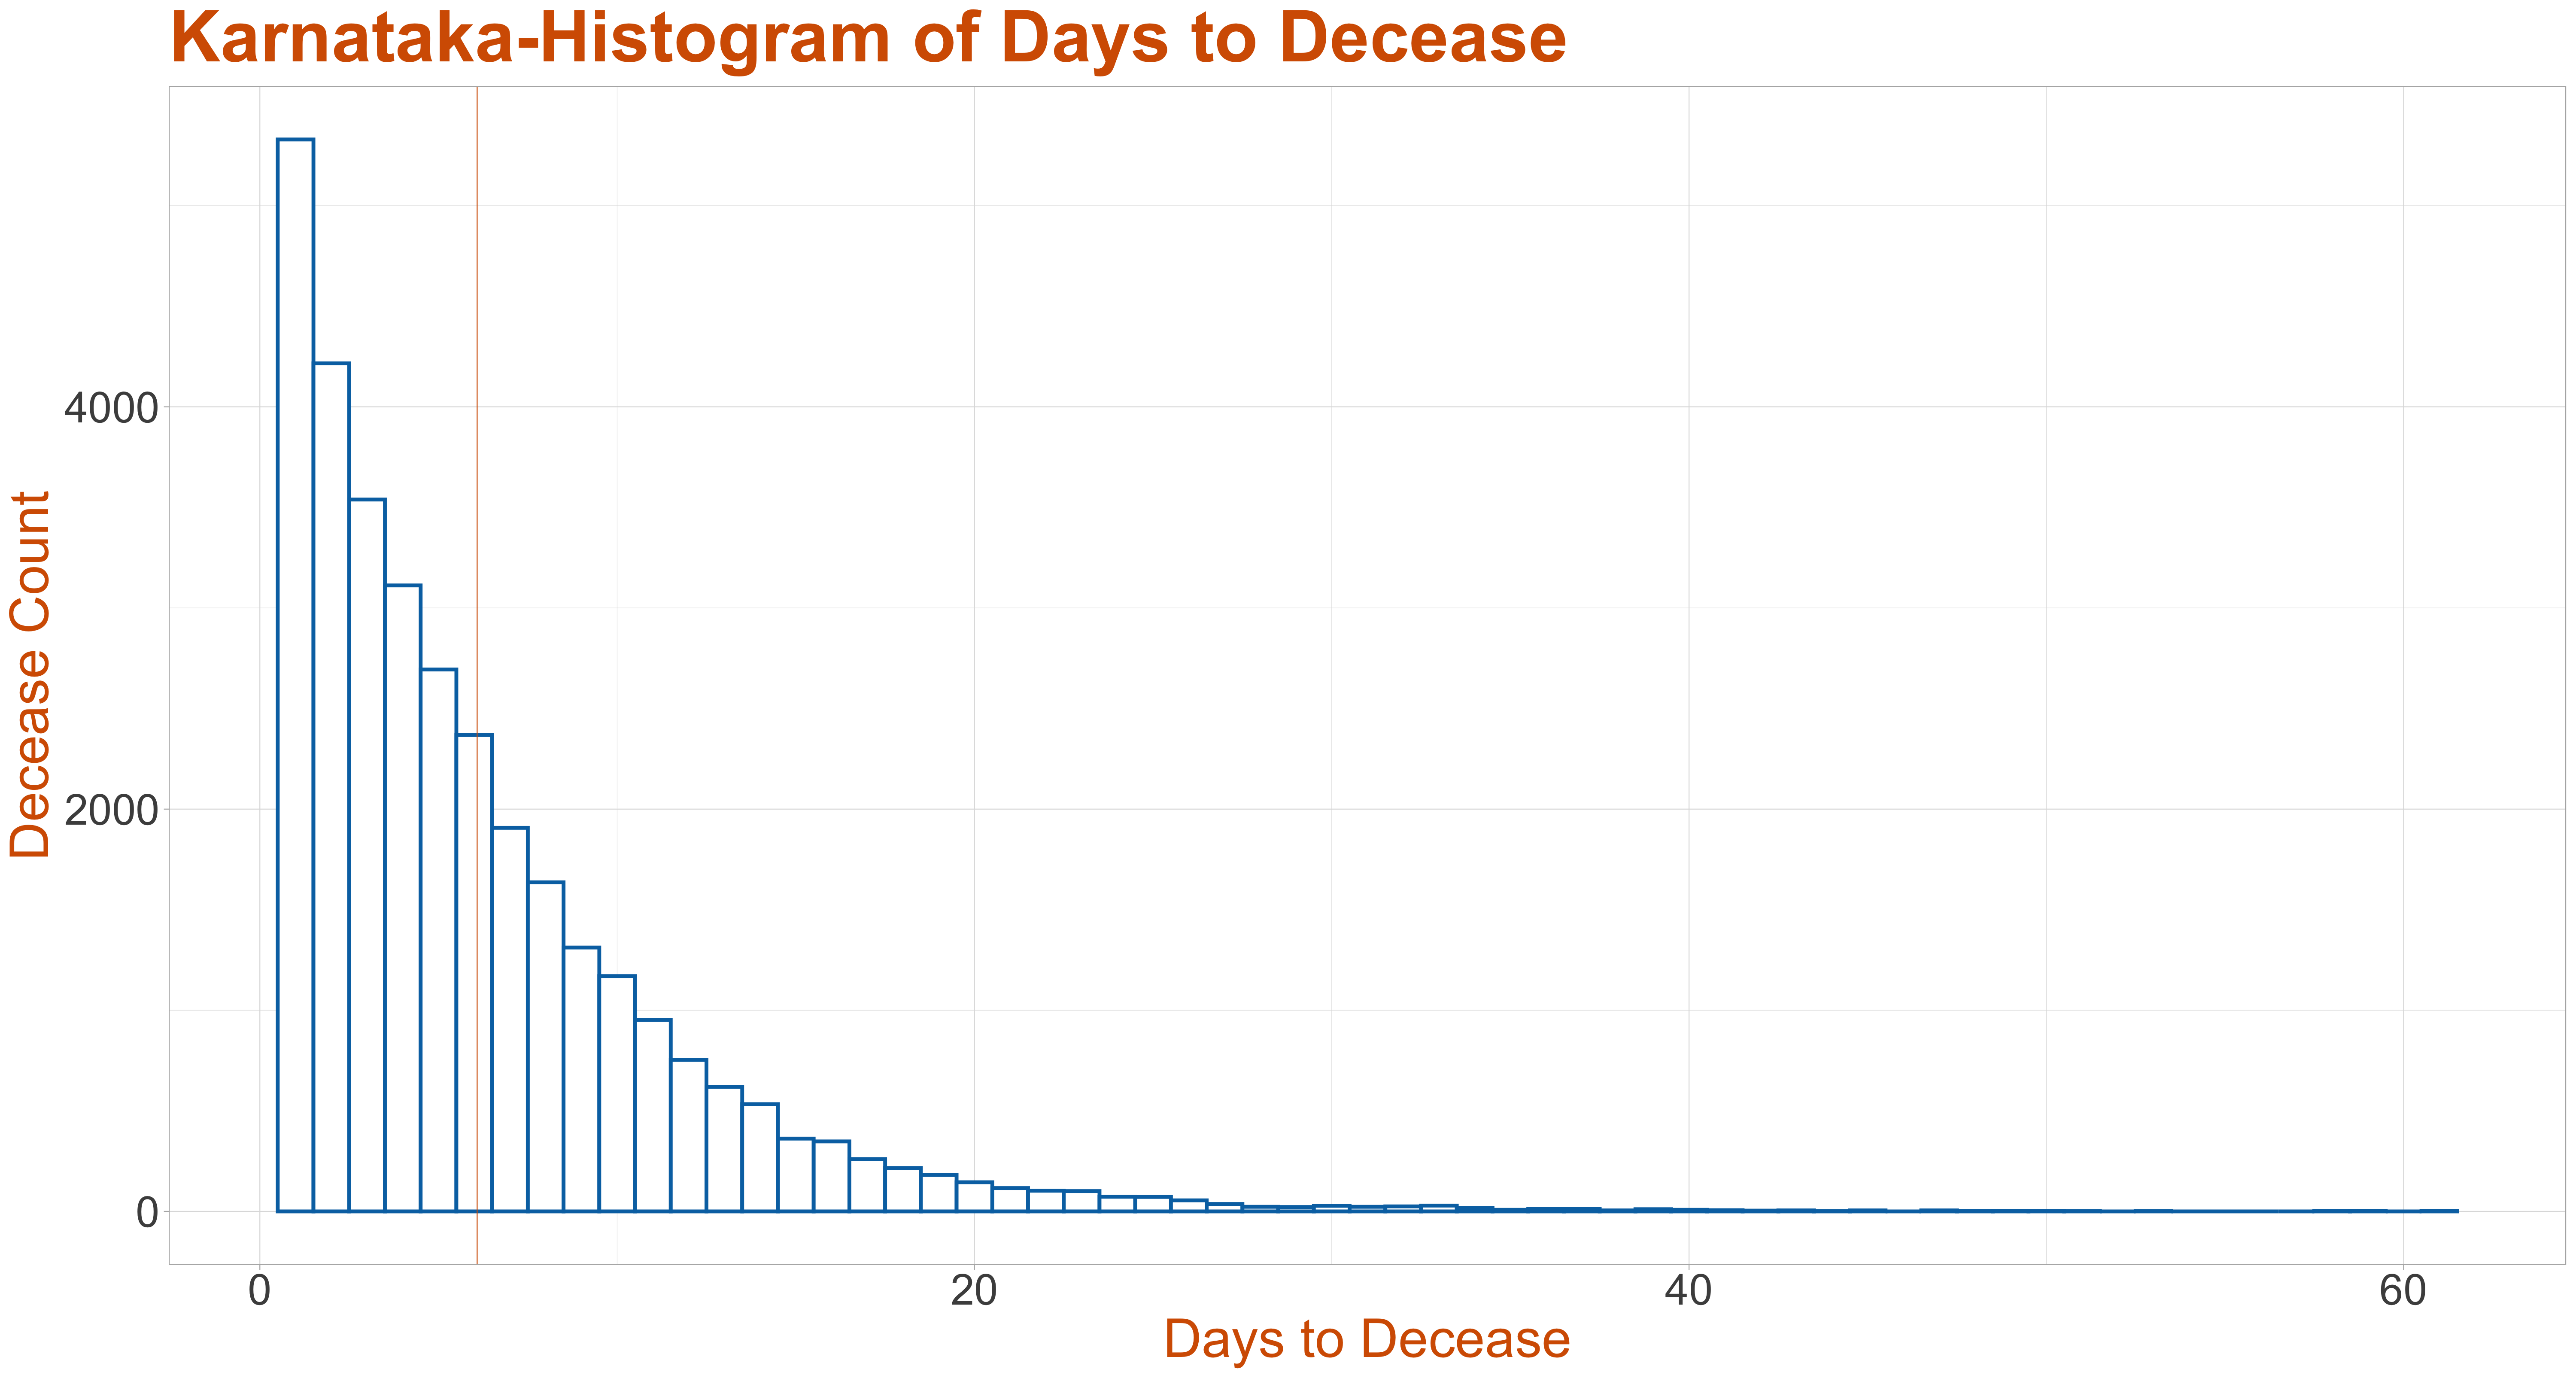 Karnataka-Histogram of Days to Decease
Decease Count
4000
2000
0
0 20 40 60
Days to Decease